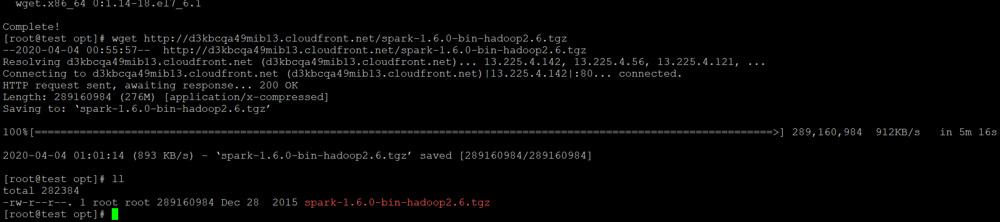 wget.x86_64 0:1.14-18.el7_6.1
Complete!
[root@test opt]# wget http://d3kbcqa49mib13.cloudfront.net/spark-1.6.0-bin-hadoop2.6.tgz
--2020-04-04 00:55:57--  http://d3kbcqa49mib13.cloudfront.net/spark-1.6.0-bin-hadoop2.6.tgz
Resolving d3kbcqa49mib13.cloudfront.net (d3kbcqa49mib13.cloudfront.net)... 13.225.4.142, 13.225.4.56, 13.225.4.121, ...
Connecting to d3kbcqa49mib13.cloudfront.net (d3kbcqa49mib13.cloudfront.net)|13.225.4.142|:80... connected.
HTTP request sent, awaiting response... 200 OK
Length: 289160984 (276M) [application/x-compressed]
Saving to: ‘spark-1.6.0-bin-hadoop2.6.tgz’
100%[===================================================================================================================>] 289,160,984  912KB/s   in 5m 16s
2020-04-04 01:01:14 (893 KB/s) - ‘spark-1.6.0-bin-hadoop2.6.tgz’ saved [289160984/289160984]
[root@test opt]# ll
total 282384
-rw-r--r--. 1 root root 289160984 Dec 28  2015 spark-1.6.0-bin-hadoop2.6.tgz
[root@test opt]#